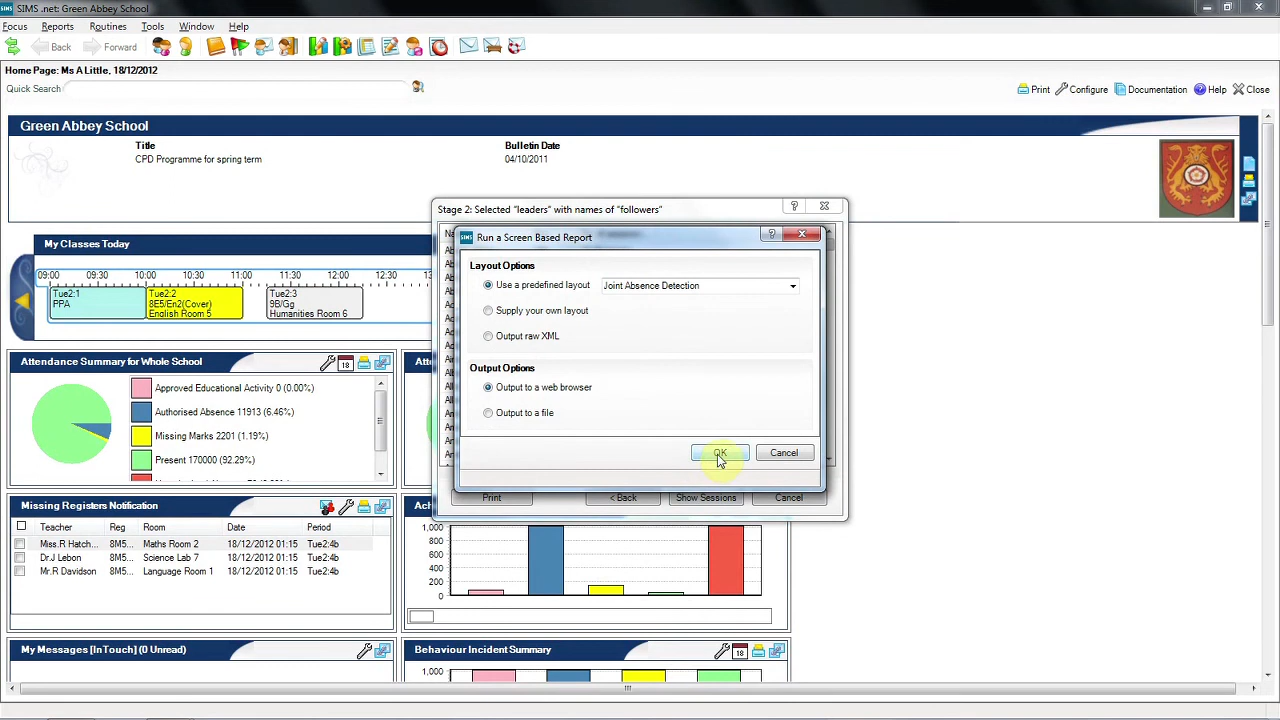 SIMS .net: Green Abbey School
Focus Reports Routines Tools Window Help
Back Forward
Home Page: Ms A Little, 18/12/2012
Quick Search
Print Configure Documentation Help Close
Green Abbey School
Title Bulletin Date
CPD Programme for spring term 04/10/2011
Stage 2: Selected "leaders" with names of "followers"
SIMS Run a Screen Based Report
Layout Options
Use a predefined layout Joint Absence Detection
Supply your own layout
Output raw XML
Output Options
Output to a web browser
Output to a file
OK Cancel
Print < Back Show Sessions Cancel
My Classes Today
09:00 09:30 10:00 10:30 11:00 11:30 12:00 12:30
Tue2:1 Tue2:2 Tue2:3
PPA 8E5/En2(Cover) 9B/Gg
English Room 5 Humanities Room 6
Attendance Summary for Whole School
18
Approved Educational Activity 0 (0.00%)
Authorised Absence 11913 (6.46%)
Missing Marks 2201 (1.19%)
Present 170000 (92.29%)
Missing Registers Notification
Teacher Reg Room Date Period
Miss.R Hatch... 8M5... Maths Room 2 18/12/2012 01:15 Tue2:4b
Dr.J Lebon 8M5... Science Lab 7 18/12/2012 01:15 Tue2:4b
Mr.R Davidson 8M5... Language Room 1 18/12/2012 01:15 Tue2:4b
1,000
800
600
400
200
0
My Messages [InTouch] (0 Unread)
Behaviour Incident Summary
18
1,000